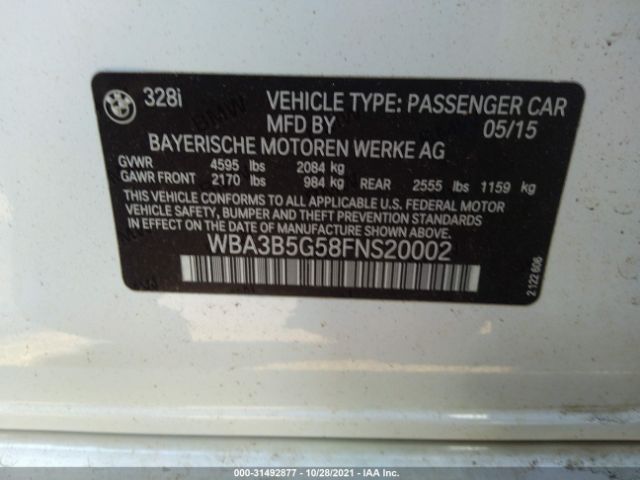 328i VEHICLE TYPE: PASSENGER CAR
MFD BY 05/15
BAYERISCHE MOTOREN WERKE AG
GVWR 4595 lbs 2084 kg
GAWR FRONT 2170 lbs 984 kg REAR 2555 lbs 1159 kg
THIS VEHICLE CONFORMS TO ALL APPLICABLE U.S. FEDERAL MOTOR
VEHICLE SAFETY, BUMPER AND THEFT PREVENTION STANDARDS
IN EFFECT ON THE DATE OF MANUFACTURE SHOWN ABOVE.
WBA3B5G58FNS20002
2 122 606
000-31492877 - 10/28/2021 - IAA Inc.